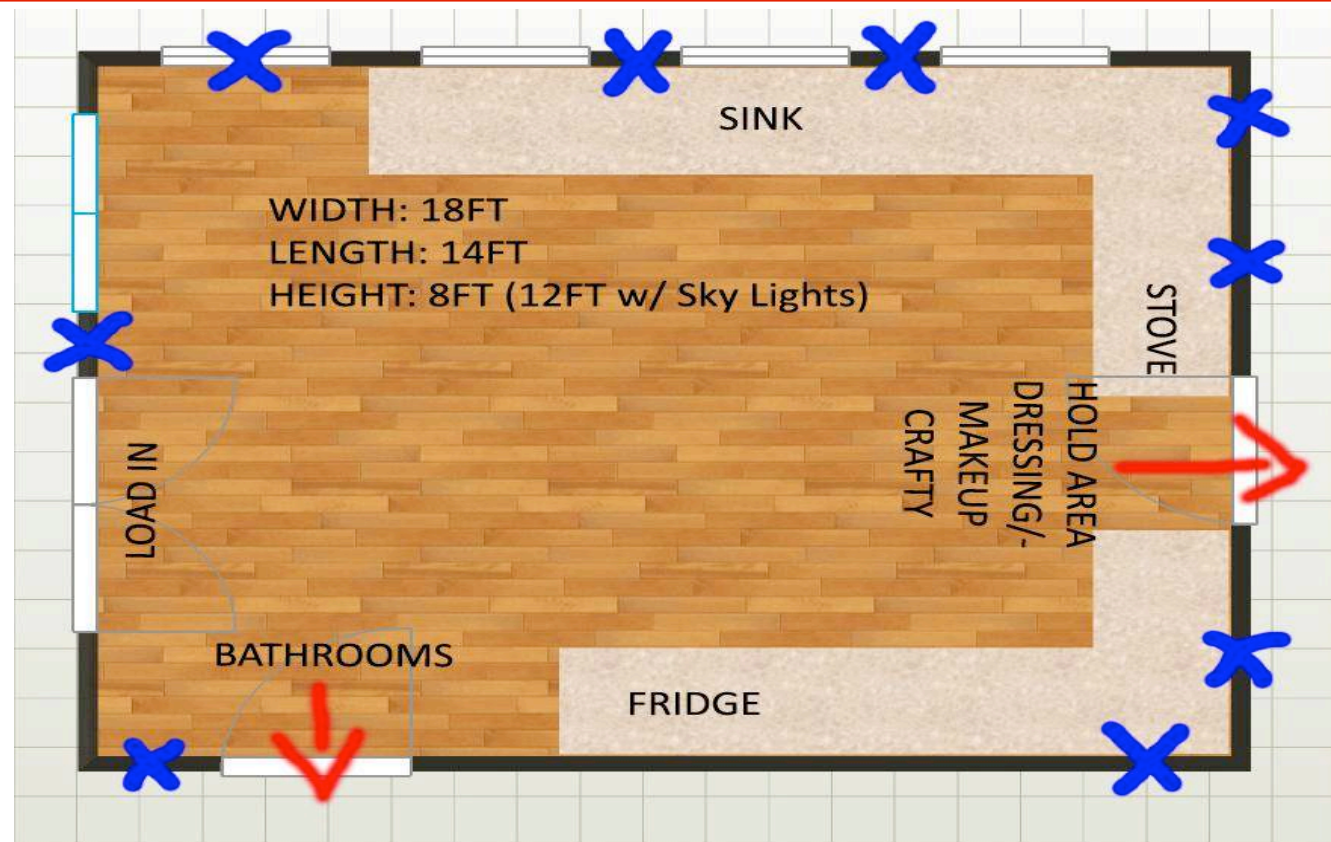 SINK
WIDTH: 18FT
LENGTH: 14FT
HEIGHT: 8FT (12FT w/ Sky Lights)
STOVE
HOLD AREA
DRESSING/-
MAKEUP
CRAFTY
LOAD IN
BATHROOMS
FRIDGE